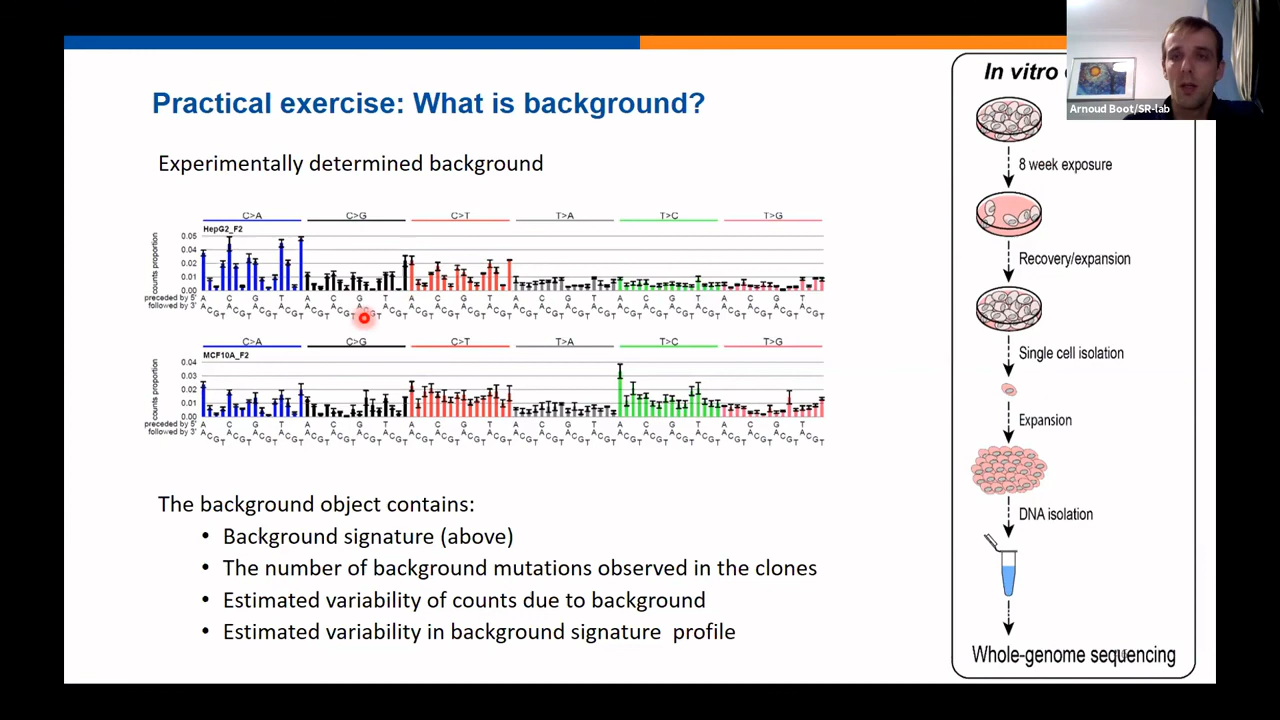 Practical exercise: What is background?
Experimentally determined background
C>A C>G C>T T>A T>C T>G
HepG2_F2
counts proportion
0.05
0.04
0.03
0.01
0.00
preceded by 5' A C G T A C G T A C G T A C G T A C G T A C G T
followed by 3' A C G T A C G T A C G T A C G T A C G T A C G T A C G T A C G T A C G T A C G T A C G T A C G T A C G T A C G T A C G T A C G T A C G T A C G T A C G T A C G T A C G T A C G T A C G T A C G T
C>A C>G C>T T>A T>C T>G
MCF10A_F2
counts proportion
0.04
0.03
0.02
0.01
0.00
preceded by 5' A C G T A C G T A C G T A C G T A C G T A C G T
followed by 3' A C G T A C G T A C G T A C G T A C G T A C G T A C G T A C G T A C G T A C G T A C G T A C G T A C G T A C G T A C G T A C G T A C G T A C G T A C G T A C G T A C G T A C G T A C G T A C G T
The background object contains:
• Background signature (above)
• The number of background mutations observed in the clones
• Estimated variability of counts due to background
• Estimated variability in background signature profile
In vitro
Arnoud Boot/SR-lab
8 week exposure
Recovery/expansion
Single cell isolation
Expansion
DNA isolation
Whole-genome sequencing